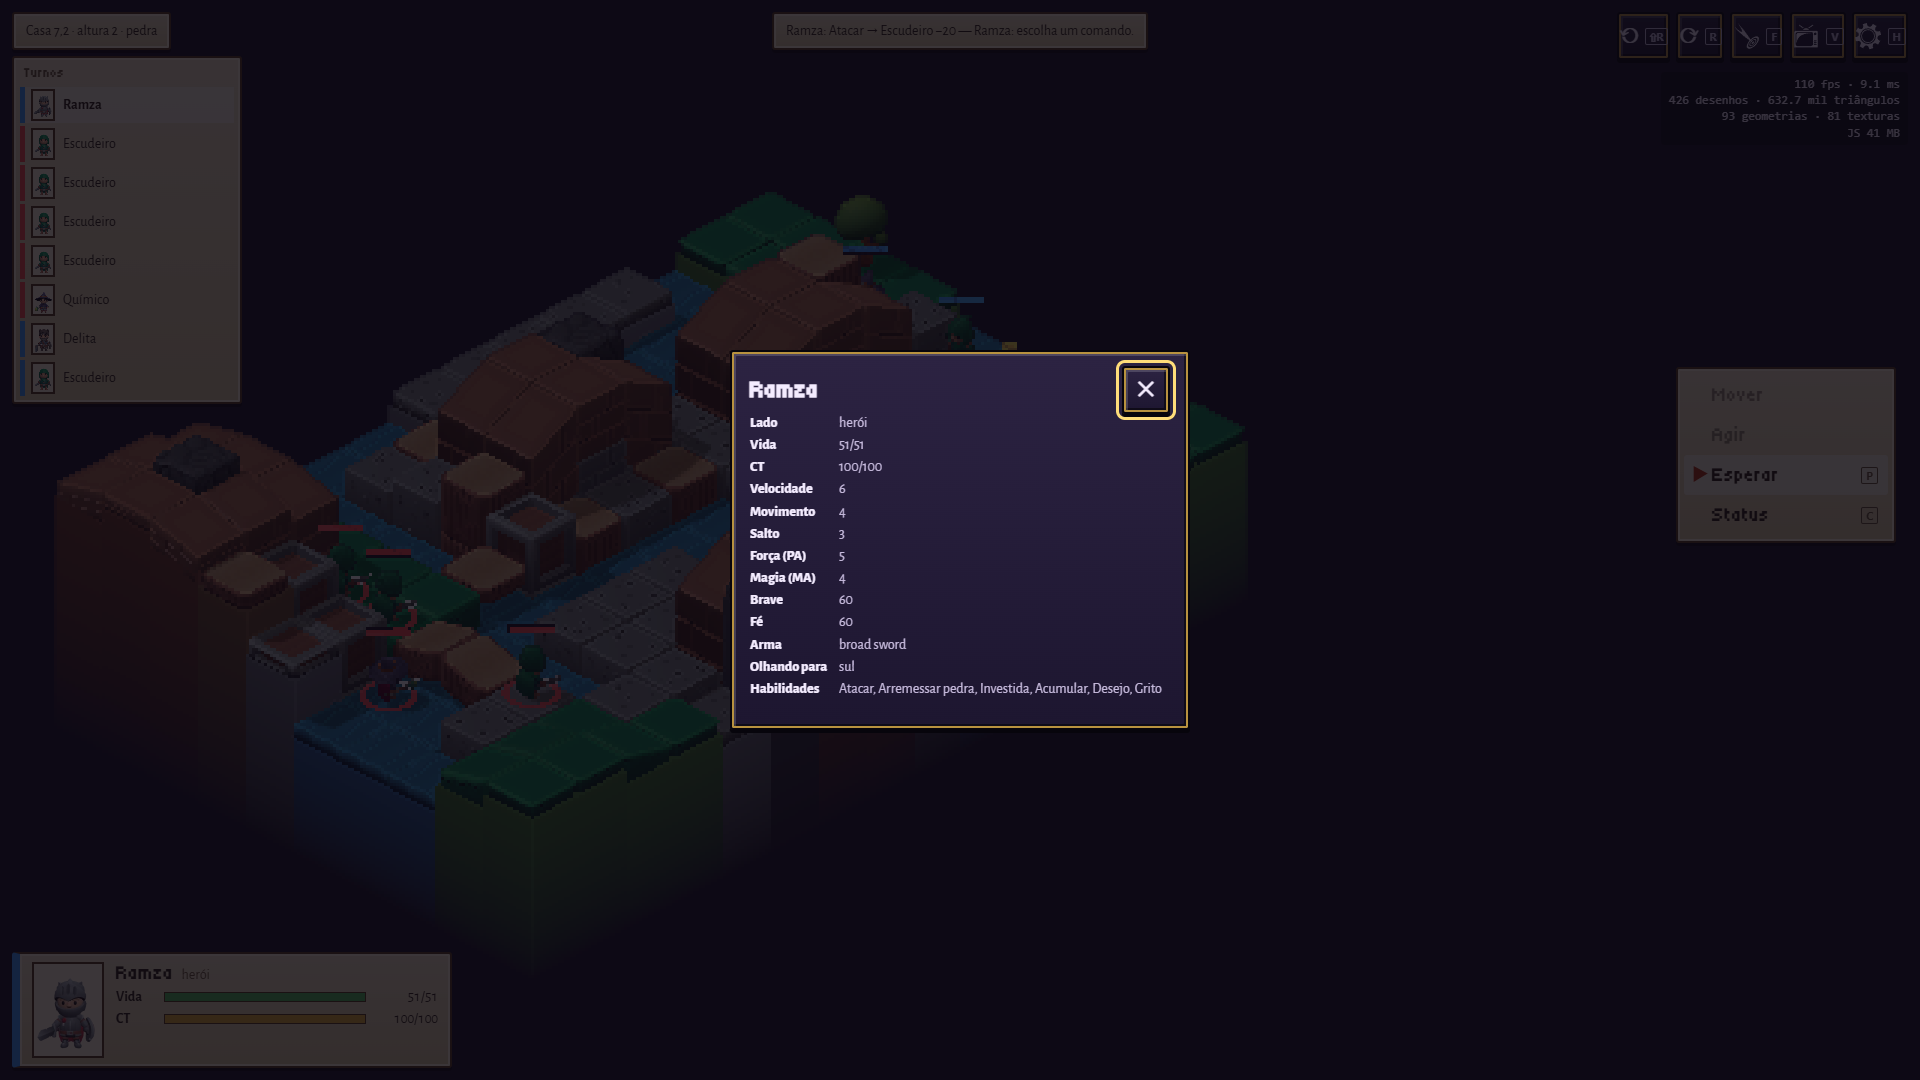 Casa 7,2 · altura 2 · pedra
Ramza: Atacar → Escudeiro −20 — Ramza: escolha um comando.
R
F
V
H
110 fps · 9.1 ms
426 desenhos · 632.7 mil triângulos
93 geometrias · 81 texturas
JS 41 MB
Turnos
Ramza
Escudeiro
Escudeiro
Escudeiro
Escudeiro
Químico
Delita
Escudeiro
Ramza
Lado herói
Vida 51/51
CT 100/100
Velocidade 6
Movimento 4
Salto 3
Força (PA) 5
Magia (MA) 4
Brave 60
Fé 60
Arma broad sword
Olhando para sul
Habilidades Atacar, Arremessar pedra, Investida, Acumular, Desejo, Grito
Mover
Agir
Esperar P
Status C
Ramza herói
Vida 51/51
CT 100/100